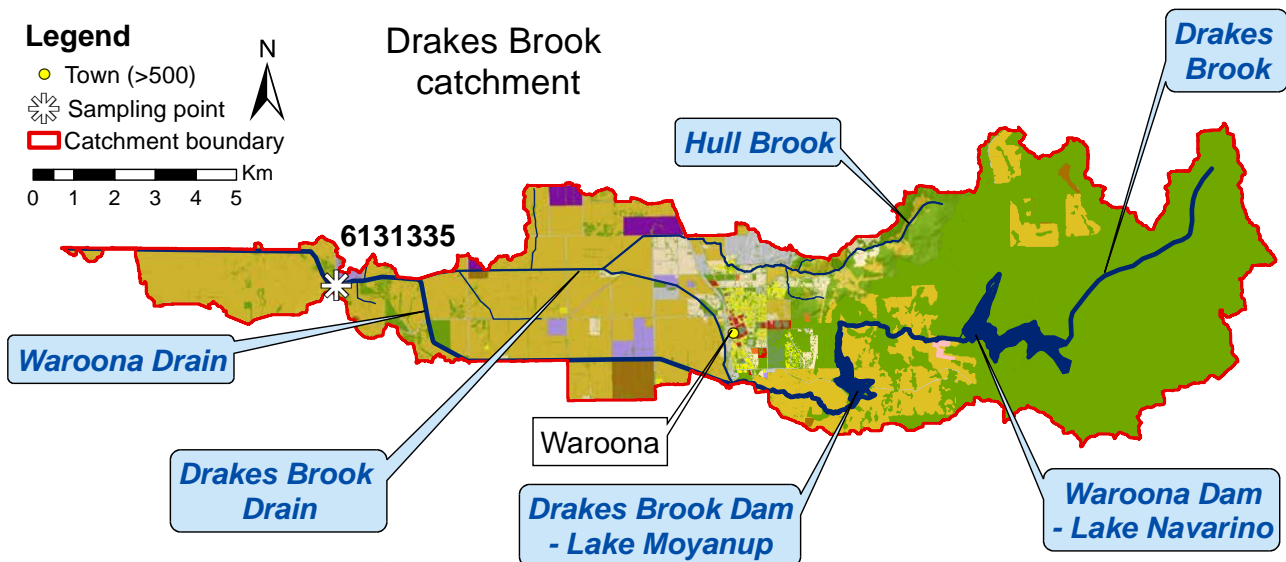 Legend
Town (>500)
Sampling point
Catchment boundary
Km
0 1 2 3 4 5
N
Drakes Brook
catchment
Drakes
Brook
Hull Brook
6131335
Waroona Drain
Drakes Brook
Drain
Waroona
Drakes Brook Dam
- Lake Moyanup
Waroona Dam
- Lake Navarino